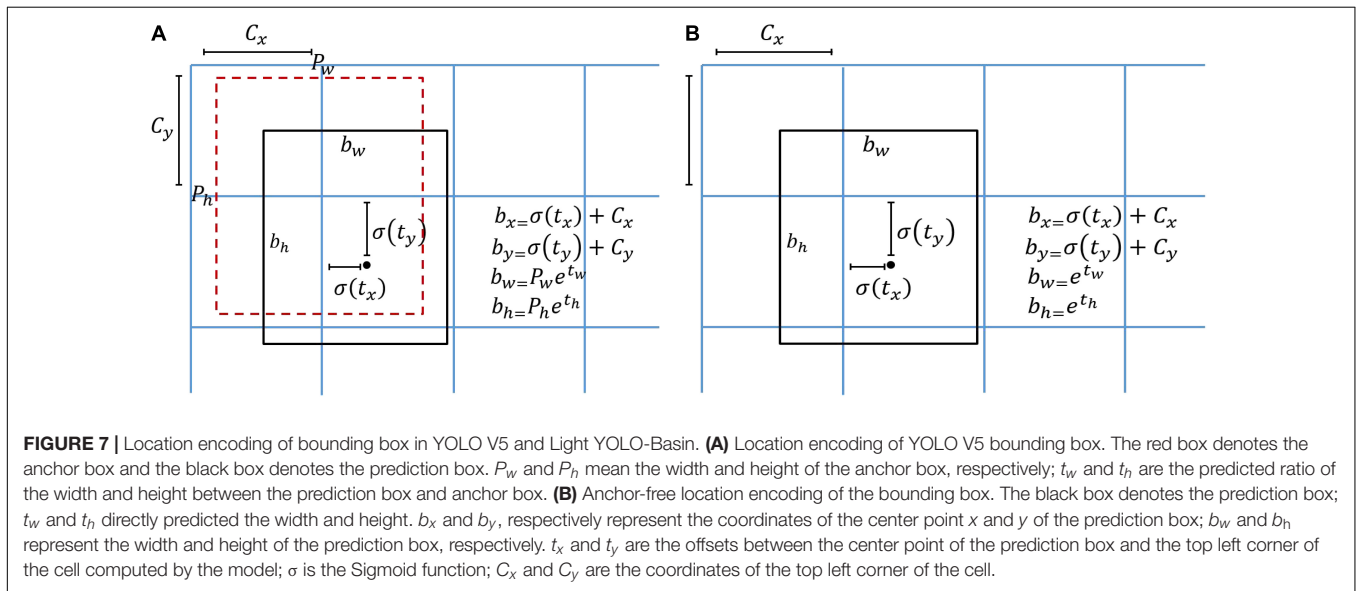 A
C_x
P_w
C_y
P_h
b_w
b_h
σ(t_y)
σ(t_x)
b_x=σ(t_x) + C_x
b_y=σ(t_y) + C_y
b_w=P_w e^{t_w}
b_h=P_h e^{t_h}
B
C_x
b_w
b_h
σ(t_y)
σ(t_x)
b_x=σ(t_x) + C_x
b_y=σ(t_y) + C_y
b_w=e^{t_w}
b_h=e^{t_h}
FIGURE 7 | Location encoding of bounding box in YOLO V5 and Light YOLO-Basin. (A) Location encoding of YOLO V5 bounding box. The red box denotes the
anchor box and the black box denotes the prediction box. P_w and P_h mean the width and height of the anchor box, respectively; t_w and t_h are the predicted ratio of
the width and height between the prediction box and anchor box. (B) Anchor-free location encoding of the bounding box. The black box denotes the prediction box;
t_w and t_h directly predicted the width and height. b_x and b_y, respectively represent the coordinates of the center point x and y of the prediction box; b_w and b_h
represent the width and height of the prediction box, respectively. t_x and t_y are the offsets between the center point of the prediction box and the top left corner of
the cell computed by the model; σ is the Sigmoid function; C_x and C_y are the coordinates of the top left corner of the cell.